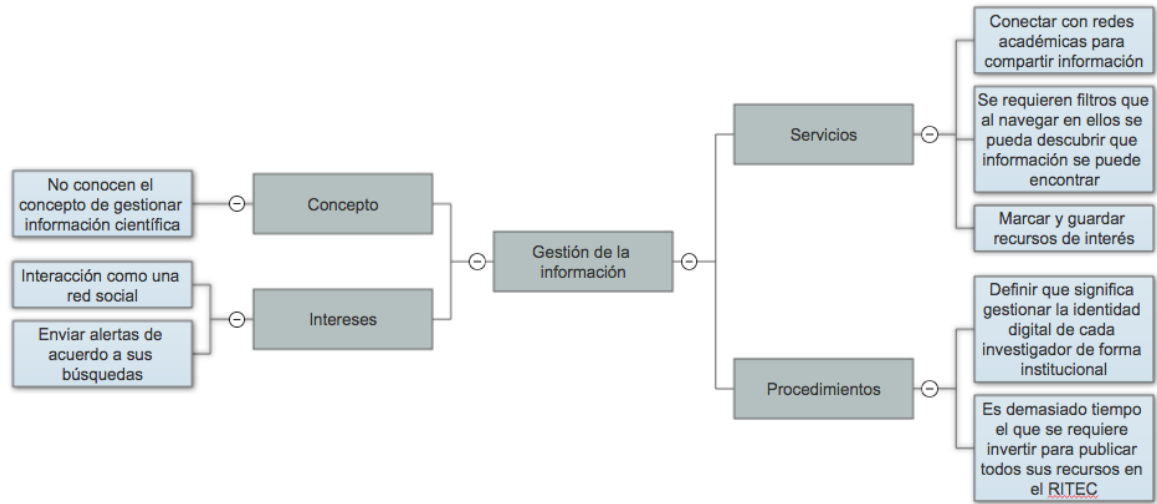 No conocen el
concepto de gestionar
información científica
Concepto
Interacción como una
red social
Enviar alertas de
acuerdo a sus
búsquedas
Intereses
Gestión de la
información
Servicios
Conectar con redes
académicas para
compartir información
Se requieren filtros que
al navegar en ellos se
pueda descubrir que
información se puede
encontrar
Marcar y guardar
recursos de interés
Procedimientos
Definir que significa
gestionar la identidad
digital de cada
investigador de forma
institucional
Es demasiado tiempo
el que se requiere
invertir para publicar
todos sus recursos en
el RITEC